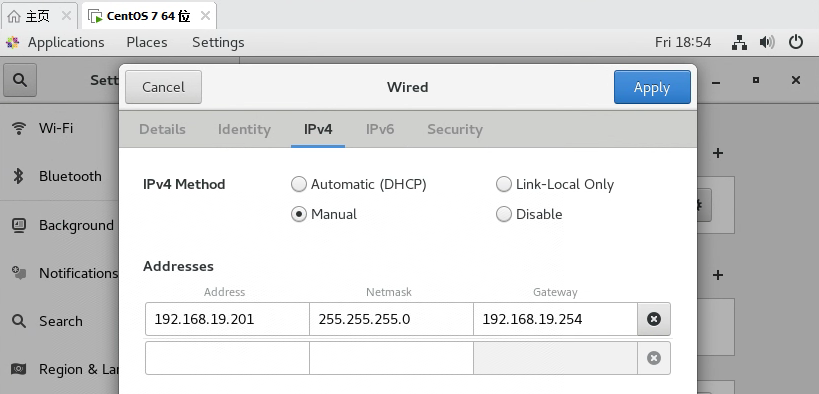 主页 CentOS 7 64 位
Applications Places Settings Fri 18:54
Sett
Cancel Wired Apply
Details Identity IPv4 IPv6 Security
Wi-Fi
Bluetooth
Background
Notifications
Search
Region & Lan
IPv4 Method Automatic (DHCP) Link-Local Only
Manual Disable
Addresses
Address Netmask Gateway
192.168.19.201 255.255.255.0 192.168.19.254